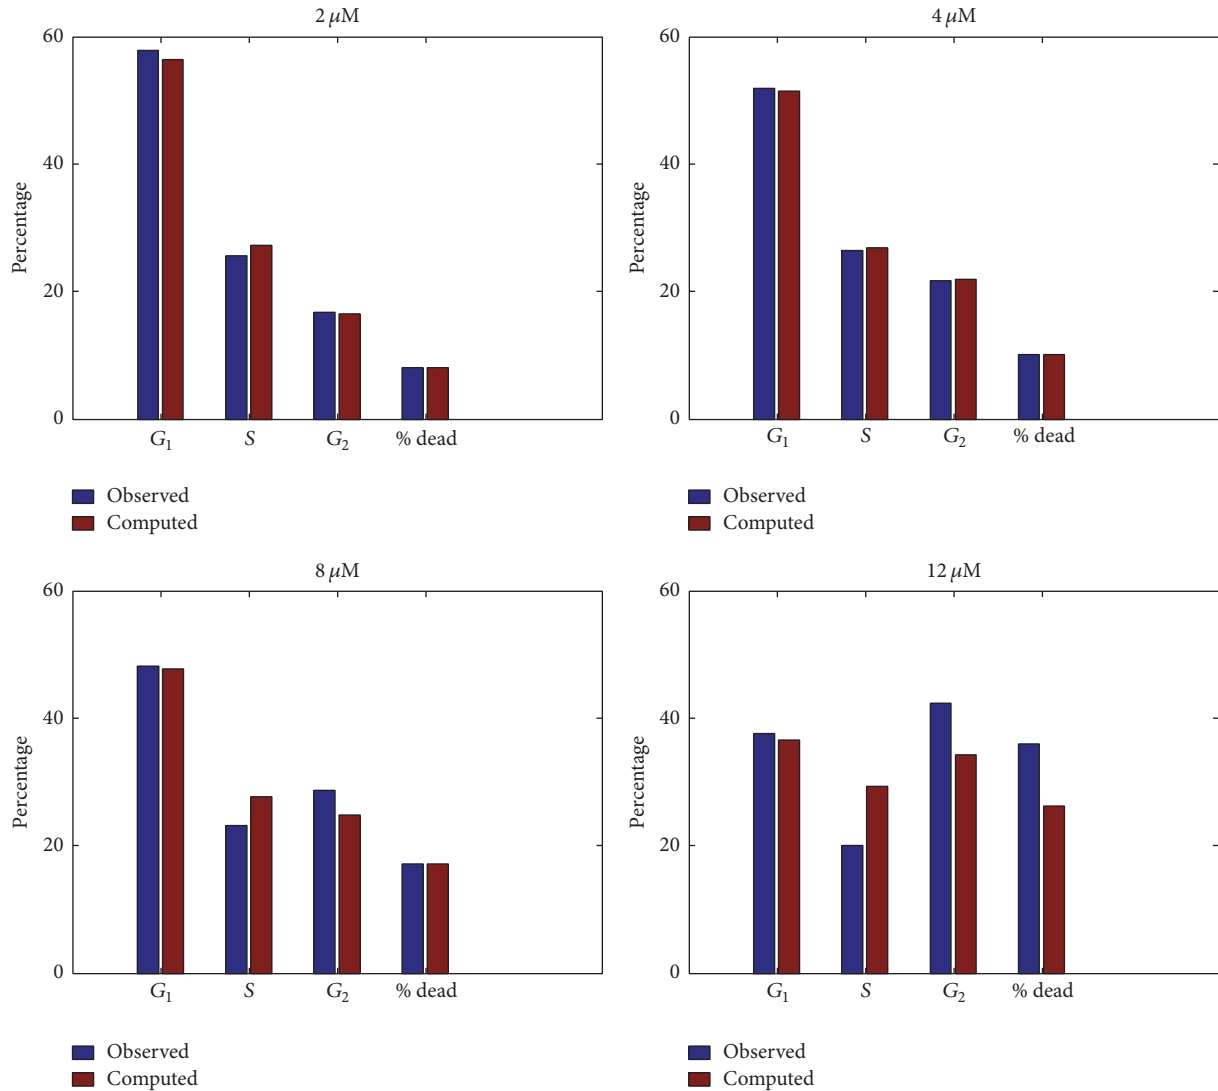 2 μM
60
40
20
0
Percentage
G₁ S G₂ % dead
Observed
Computed
4 μM
60
40
20
0
Percentage
G₁ S G₂ % dead
Observed
Computed
8 μM
60
40
20
0
Percentage
G₁ S G₂ % dead
Observed
Computed
12 μM
60
40
20
0
Percentage
G₁ S G₂ % dead
Observed
Computed